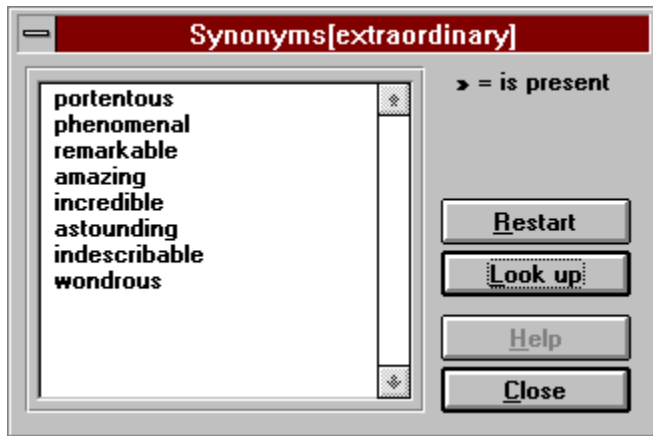 Synonyms[extraordinary]
portentous
phenomenal
remarkable
amazing
incredible
astounding
indescribable
wondrous
› = is present
Restart
Look up
Help
Close